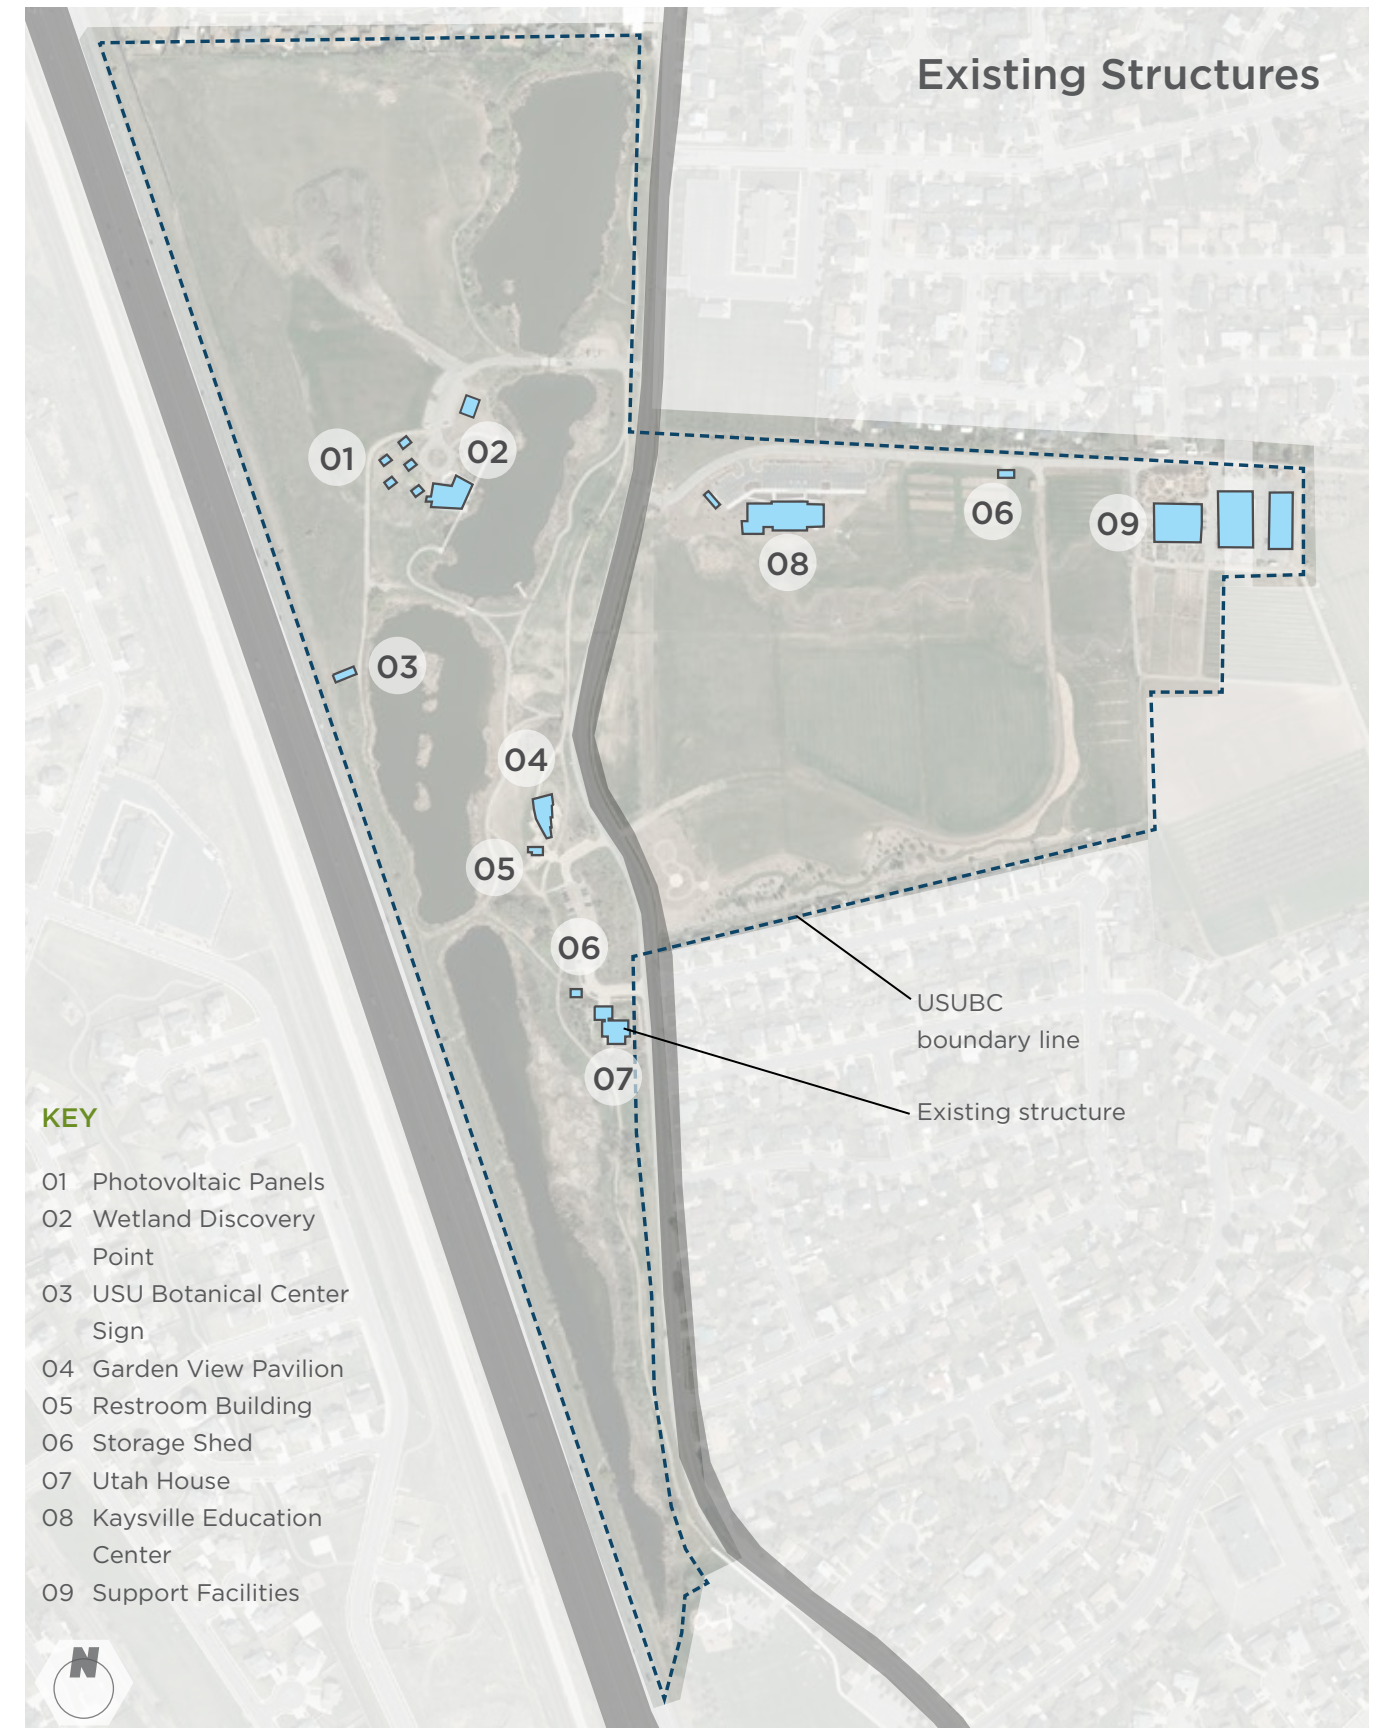 Existing Structures
01
02
06
09
08
03
04
05
06
07
USUBC
boundary line
Existing structure
KEY
01 Photovoltaic Panels
02 Wetland Discovery
Point
03 USU Botanical Center
Sign
04 Garden View Pavilion
05 Restroom Building
06 Storage Shed
07 Utah House
08 Kaysville Education
Center
09 Support Facilities
N